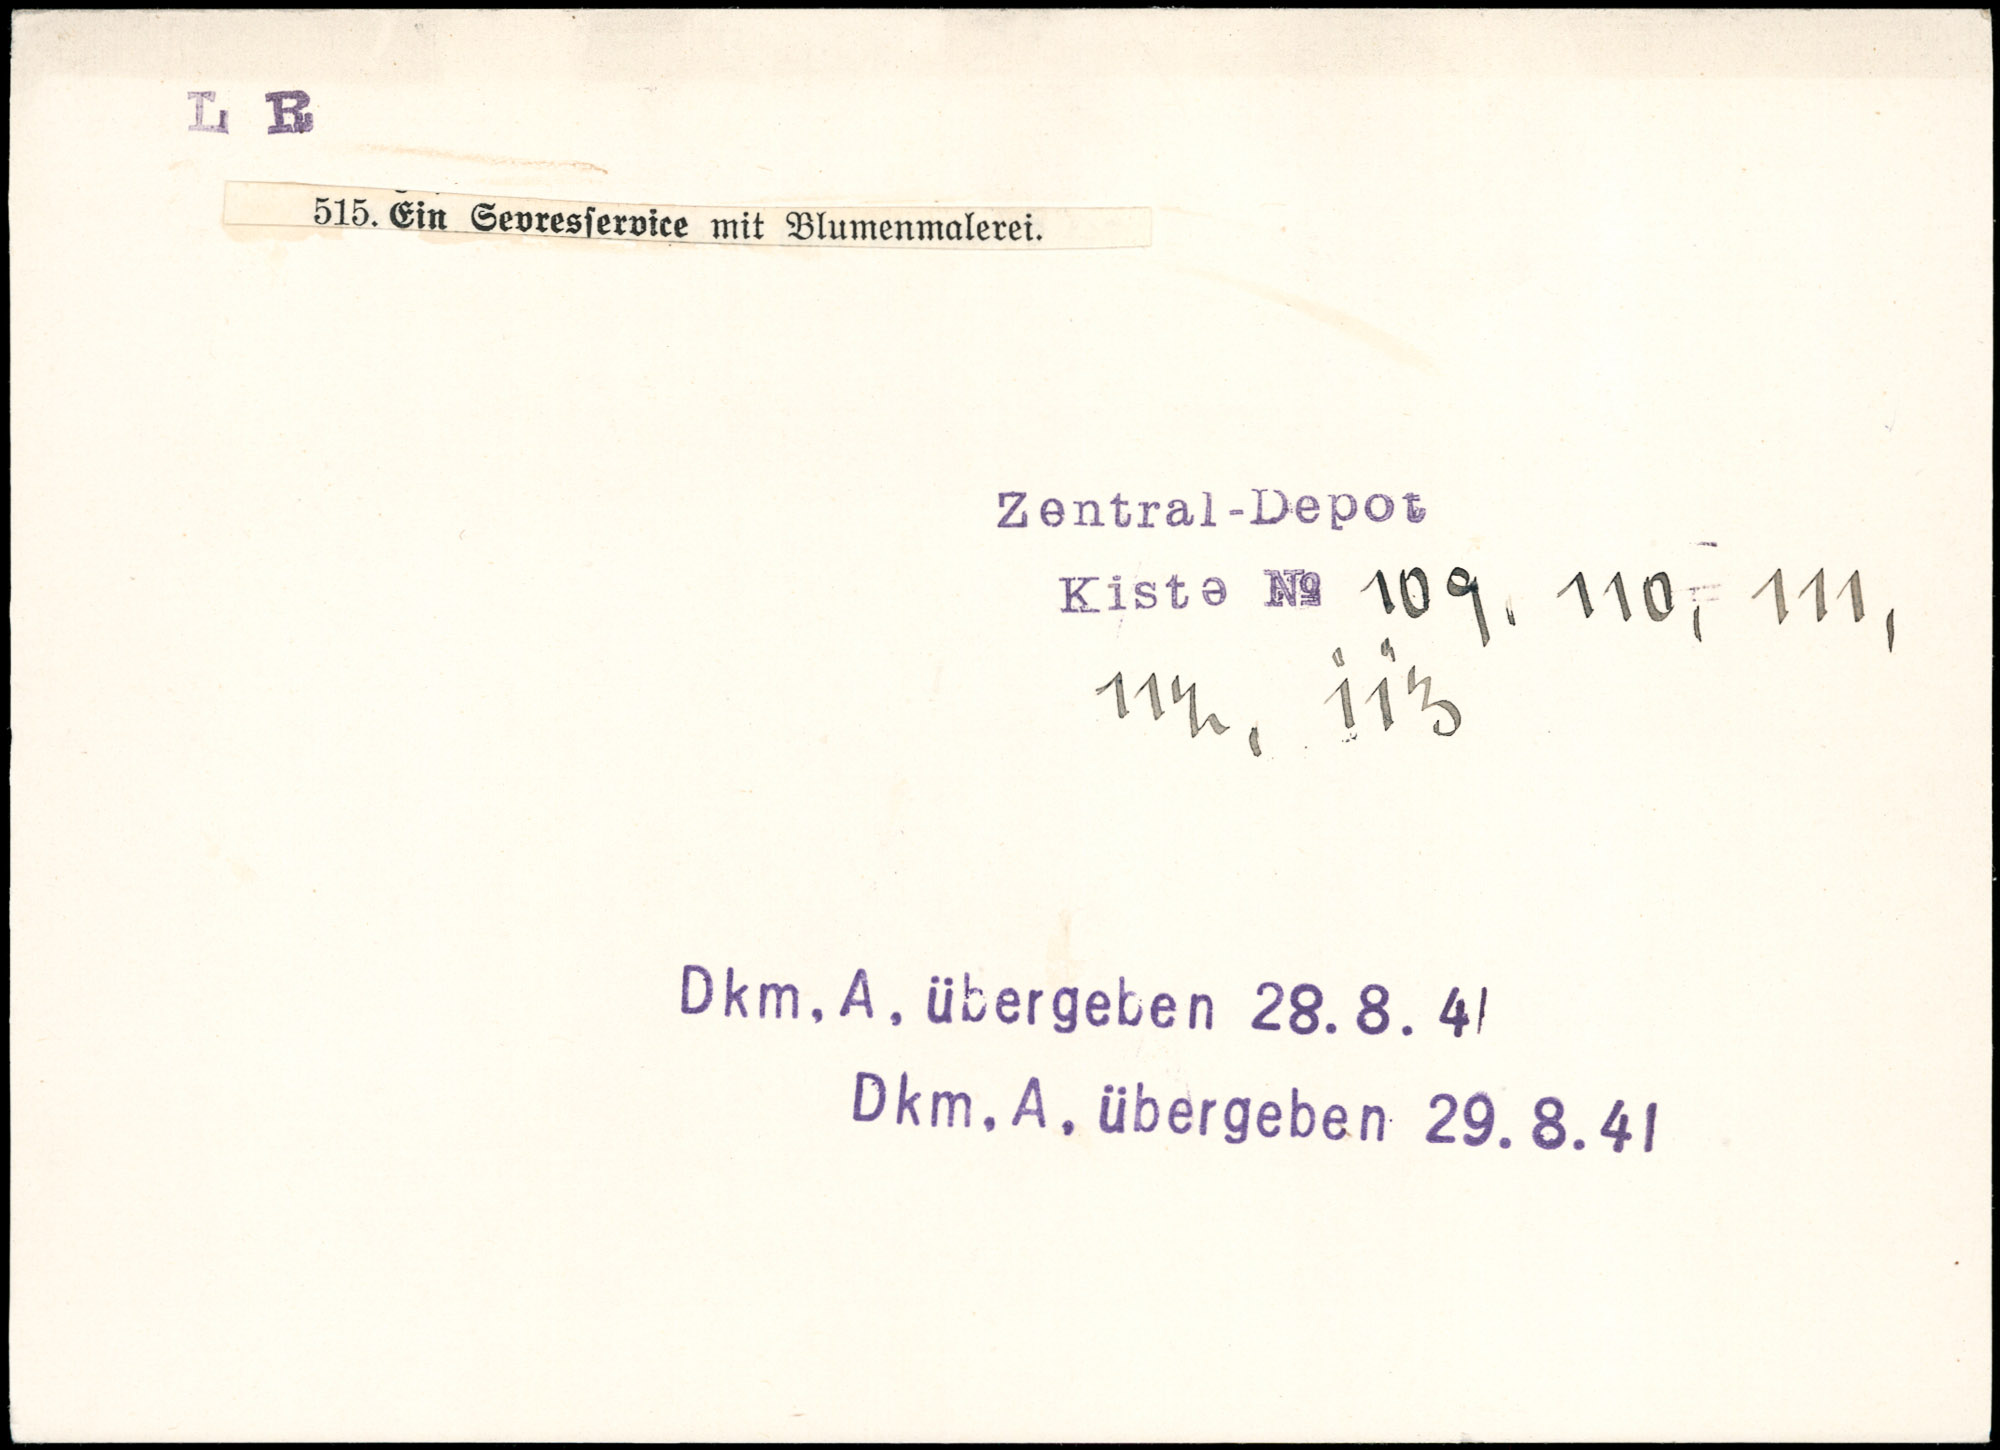 L R
515. Ein Sevresſervice mit Blumenmalerei.
Zentral-Depot
Kiste № 109, 110, 111,
112, 113
Dkm. A. übergeben 28. 8. 41
Dkm. A. übergeben 29. 8. 41